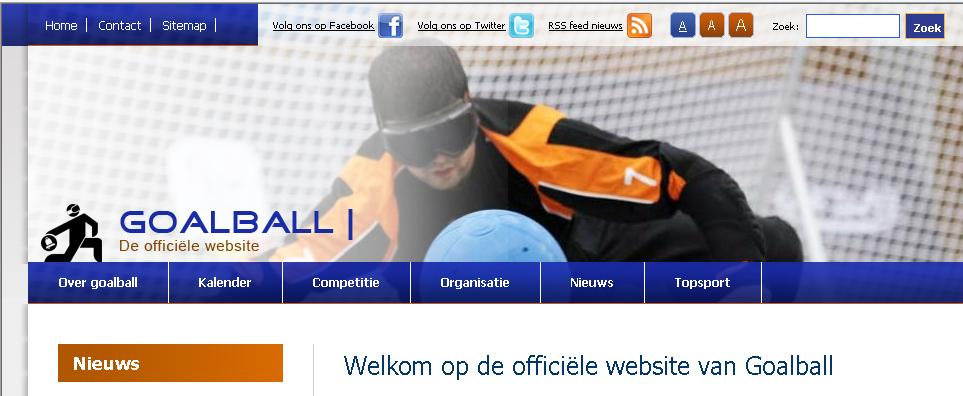 Home | Contact | Sitemap |
Volg ons op Facebook
Volg ons op Twitter
RSS feed nieuws
A A A
Zoek:
Zoek
GOALBALL |
De officiële website
Over goalball
Kalender
Competitie
Organisatie
Nieuws
Topsport
Nieuws
Welkom op de officiële website van Goalball